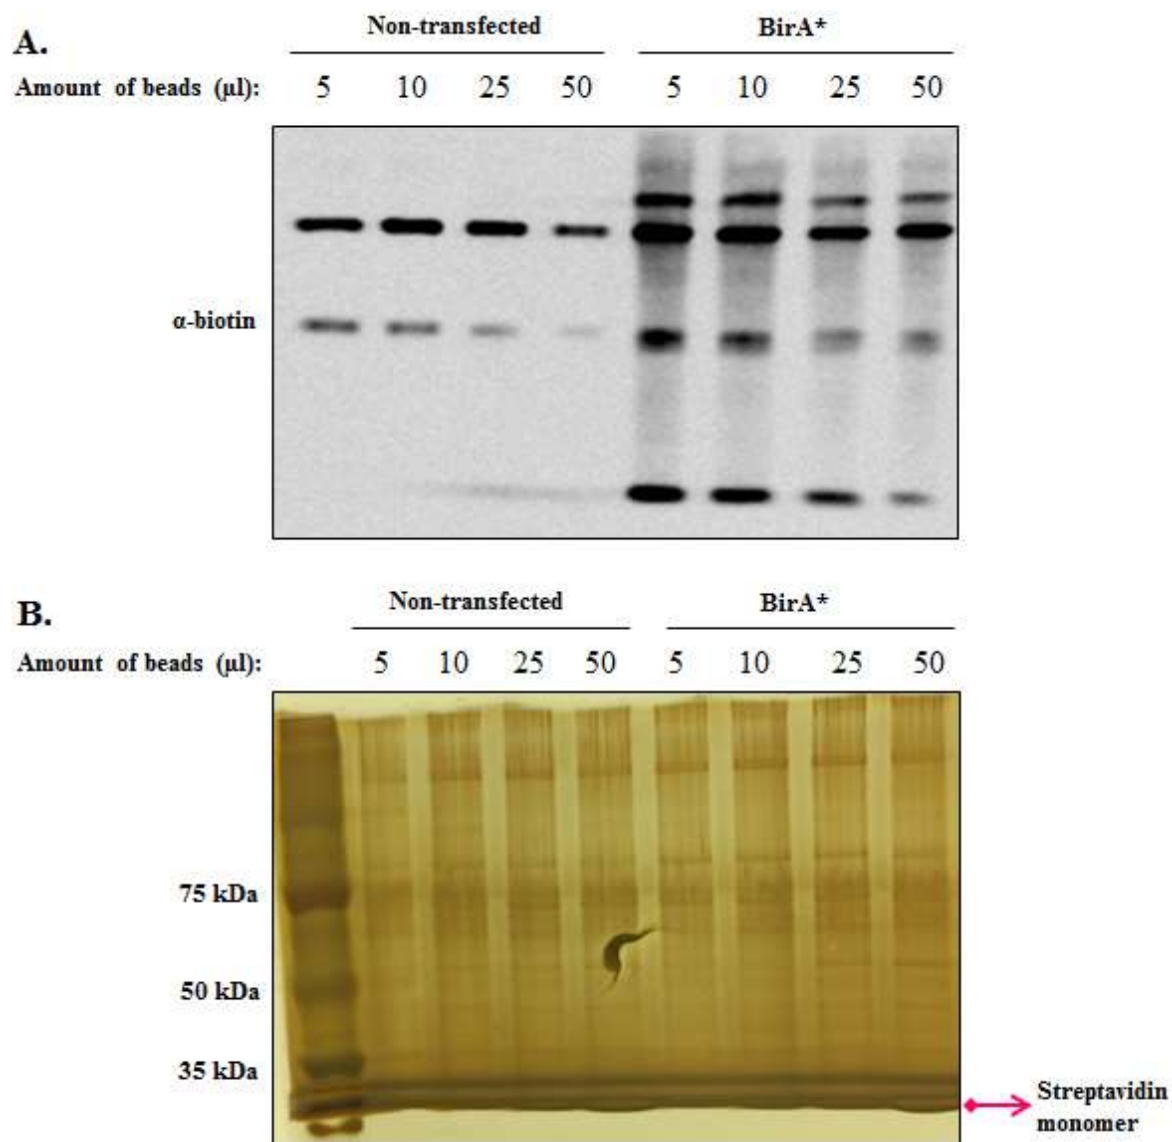 A.
Non-transfected BirA*
Amount of beads (µl): 5 10 25 50 5 10 25 50
α-biotin
B.
Non-transfected BirA*
Amount of beads (µl): 5 10 25 50 5 10 25 50
75 kDa
50 kDa
35 kDa
Streptavidin
monomer